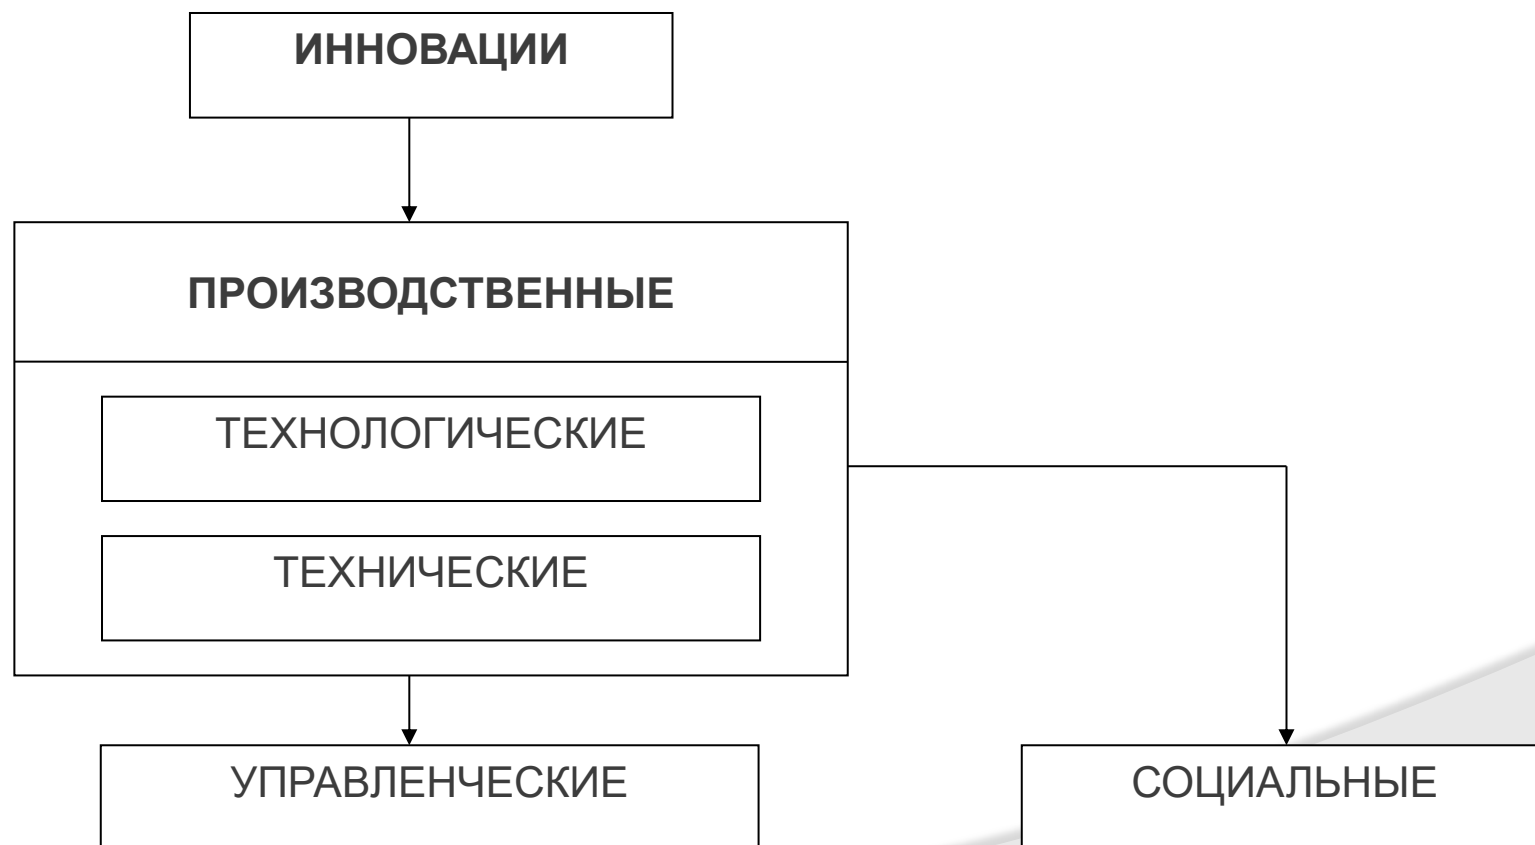 ИННОВАЦИИ
ПРОИЗВОДСТВЕННЫЕ
ТЕХНОЛОГИЧЕСКИЕ
ТЕХНИЧЕСКИЕ
УПРАВЛЕНЧЕСКИЕ
СОЦИАЛЬНЫЕ